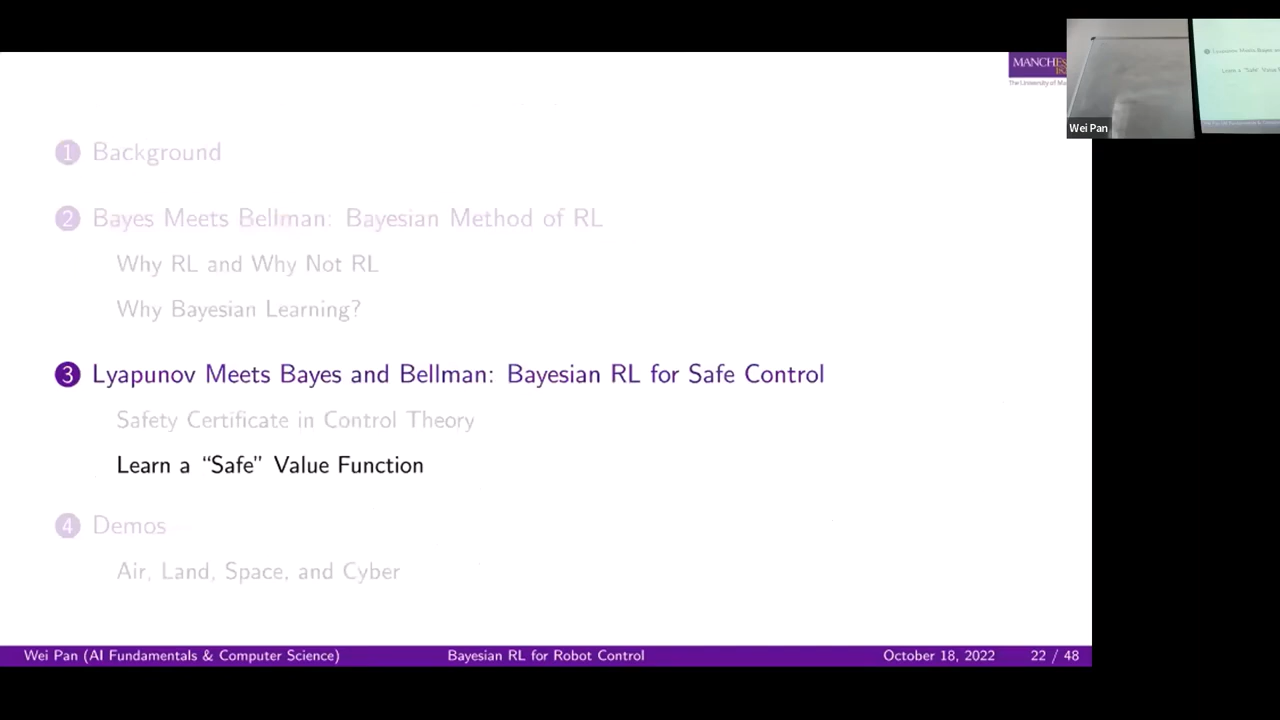 MANCHES
18
The University of Ma
Wei Pan
1 Background
2 Bayes Meets Bellman: Bayesian Method of RL
Why RL and Why Not RL
Why Bayesian Learning?
3 Lyapunov Meets Bayes and Bellman: Bayesian RL for Safe Control
Safety Certificate in Control Theory
Learn a “Safe” Value Function
4 Demos
Air, Land, Space, and Cyber
Wei Pan (AI Fundamentals & Computer Science) Bayesian RL for Robot Control October 18, 2022 22 / 48